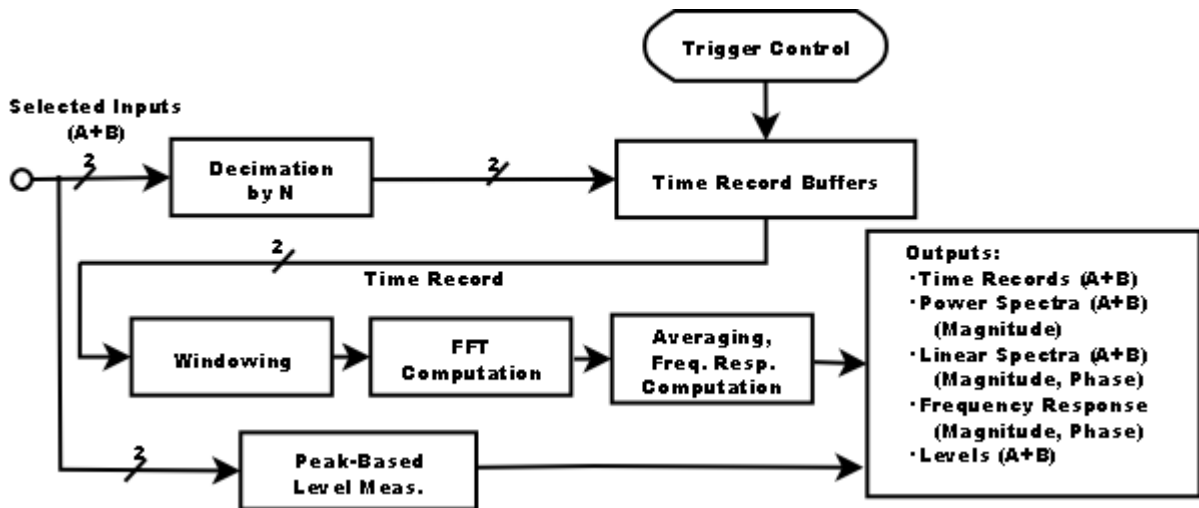 Trigger Control
Selected Inputs
(A+B)
2
Decimation
by N
2
Time Record Buffers
2
Time Record
Windowing
FFT
Computation
Averaging,
Freq. Resp.
Computation
2
Peak-Based
Level Meas.
Outputs:
·Time Records (A+B)
·Power Spectra (A+B)
(Magnitude)
·Linear Spectra (A+B)
(Magnitude, Phase)
·Frequency Response
(Magnitude, Phase)
·Levels (A+B)